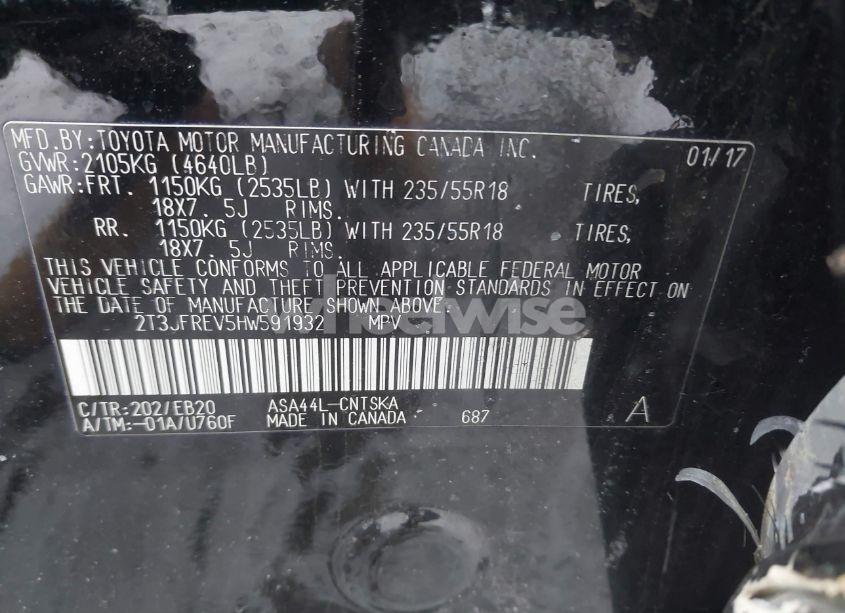 MFD.BY:TOYOTA MOTOR MANUFACTURING CANADA INC. 01/17
GVWR:2105KG (4640LB)
GAWR:FRT. 1150KG (2535LB) WITH 235/55R18 TIRES,
18X7.5J RIMS.
RR. 1150KG (2535LB) WITH 235/55R18 TIRES,
18X7.5J RIMS.
THIS VEHICLE CONFORMS TO ALL APPLICABLE FEDERAL MOTOR
VEHICLE SAFETY AND THEFT PREVENTION STANDARDS IN EFFECT ON
THE DATE OF MANUFACTURE SHOWN ABOVE.
2T3JFREV5HW591932 MPV
wheelwise
C/TR:202/EB20 ASA44L-CNTSKA
A/TM:-01A/U760F MADE IN CANADA 687 A